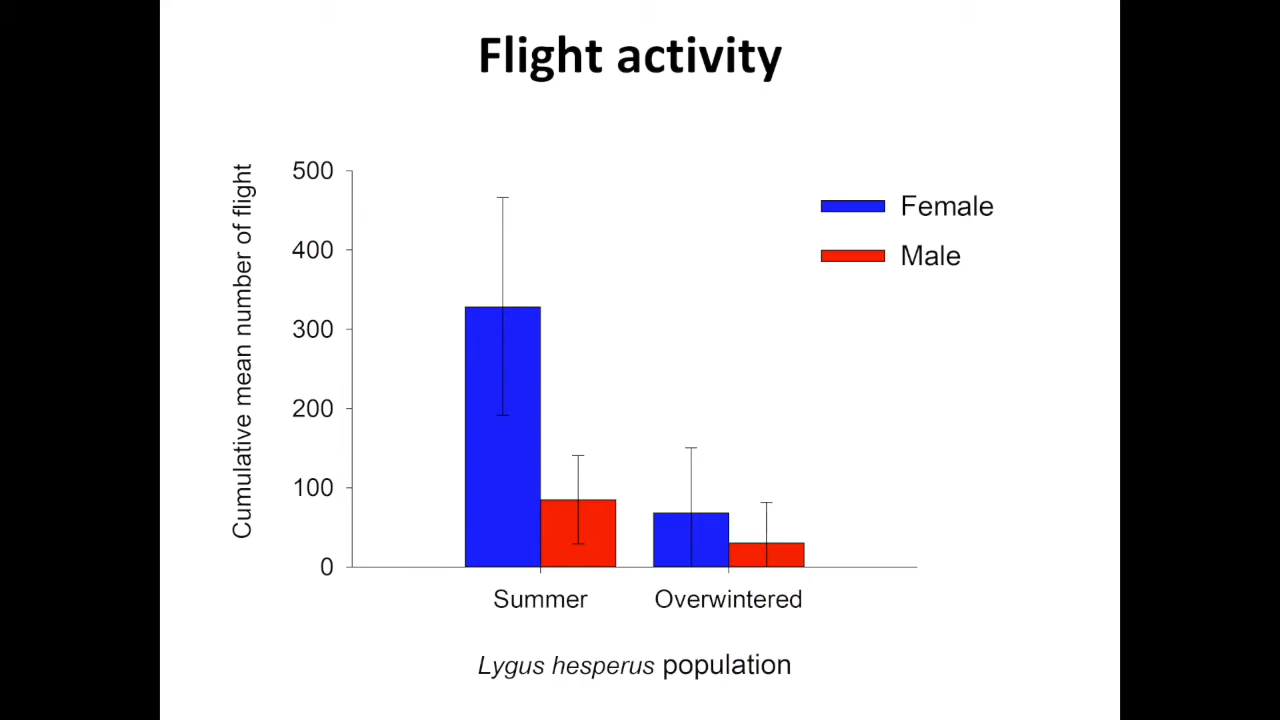 Flight activity
Cumulative mean number of flight
500
400
300
200
100
0
Female
Male
Summer
Overwintered
Lygus hesperus population